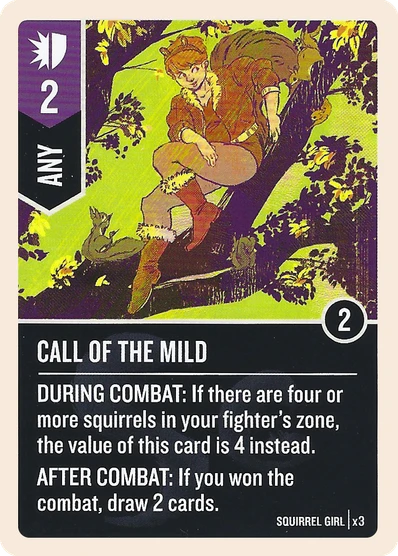 2
ANY
2
CALL OF THE MILD
DURING COMBAT: If there are four or
more squirrels in your fighter's zone,
the value of this card is 4 instead.
AFTER COMBAT: If you won the
combat, draw 2 cards.
SQUIRREL GIRL | x3